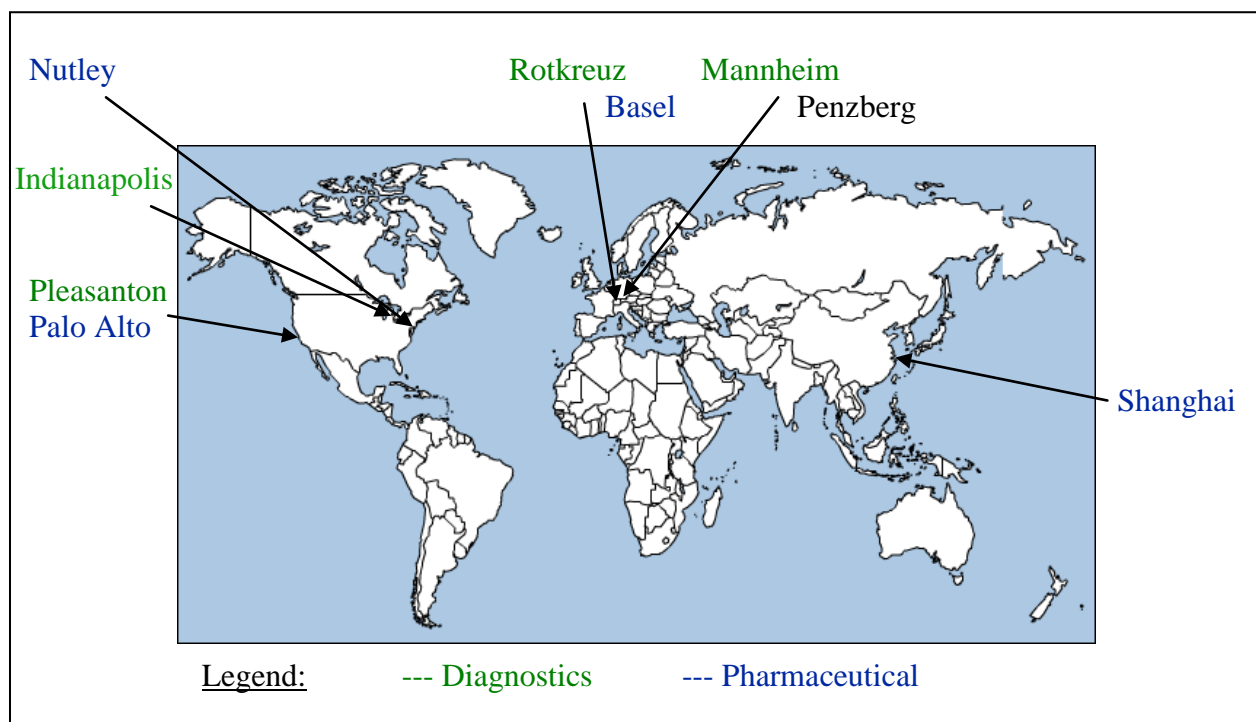 Nutley
Rotkreuz
Mannheim
Basel
Penzberg
Indianapolis
Pleasanton
Palo Alto
Shanghai
Legend: --- Diagnostics --- Pharmaceutical